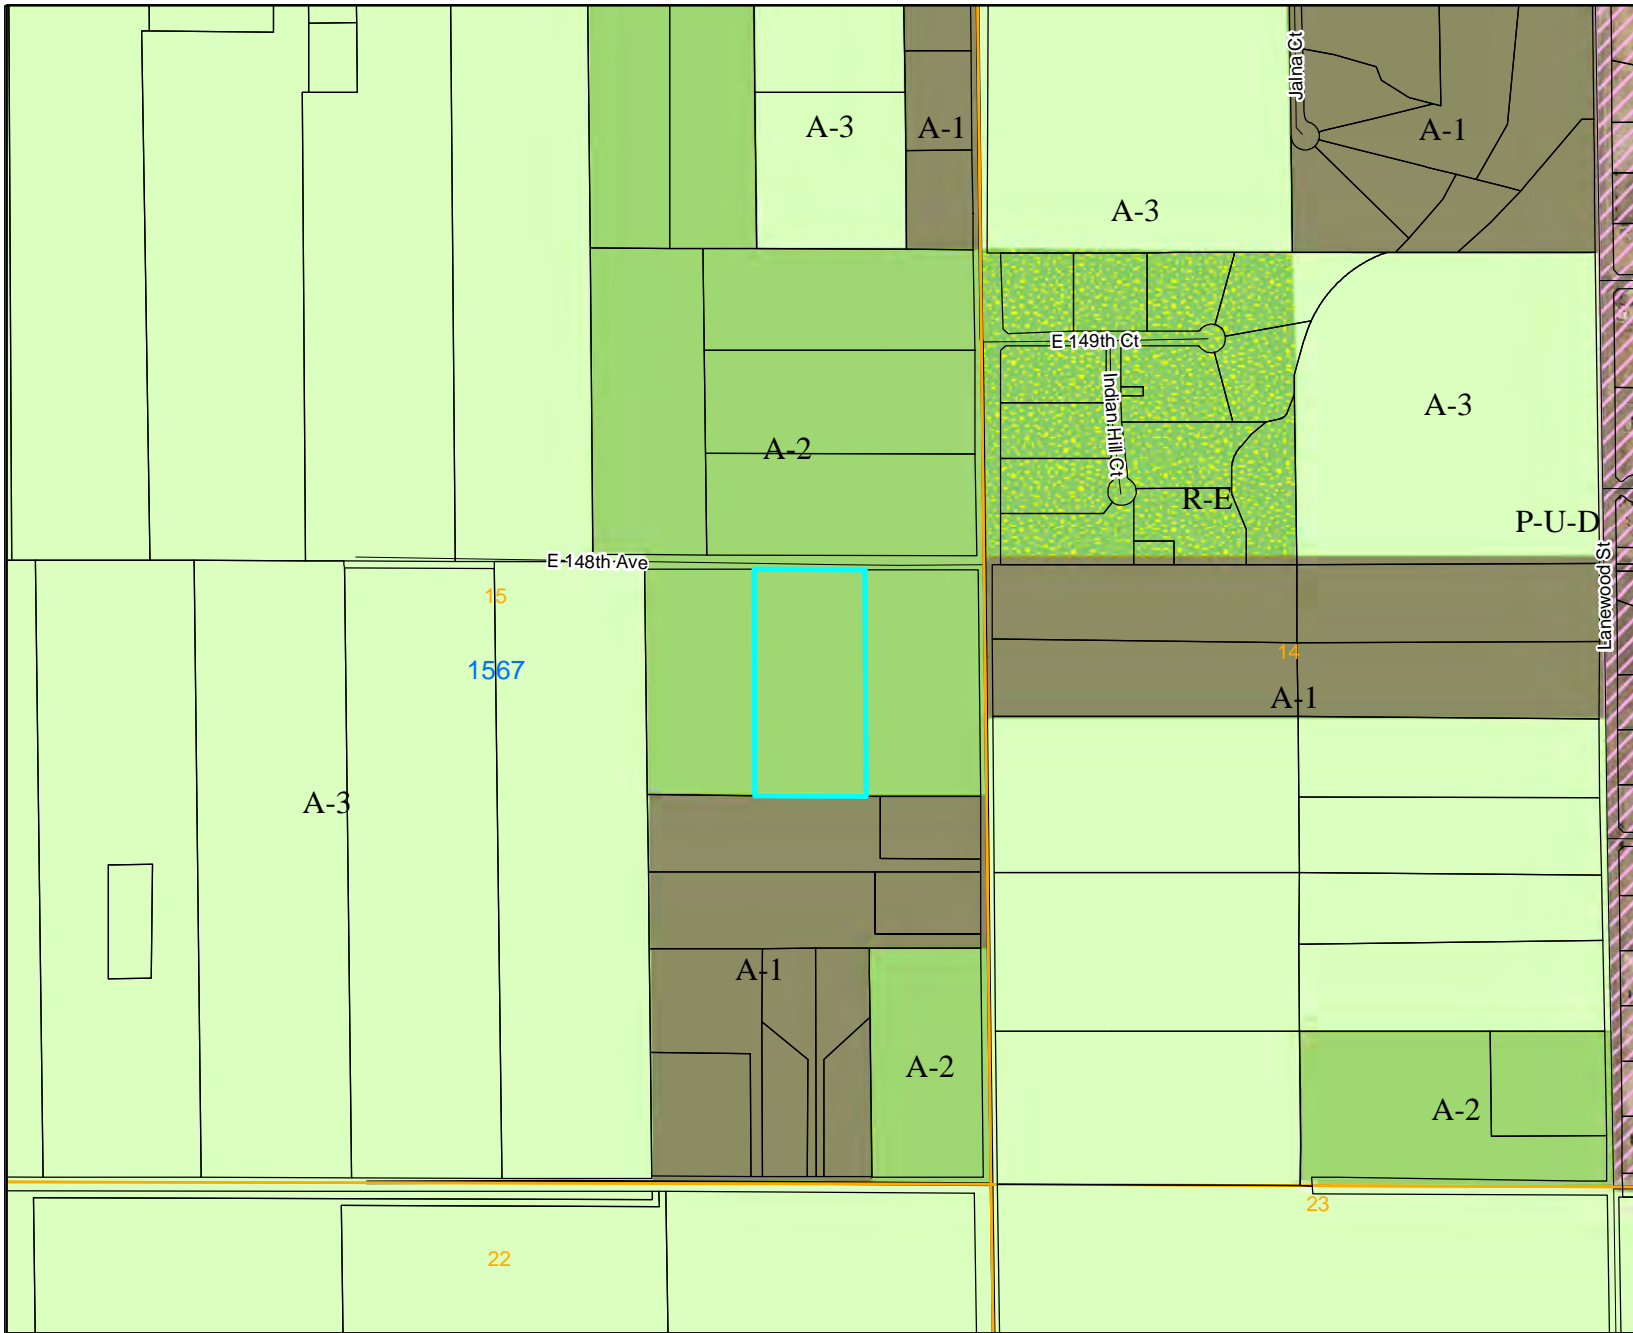 Jalna Ct
A-3
A-1
A-1
A-3
E 149th Ct
Indian Hill Ct
A-3
A-2
R-E
P-U-D
E 148th Ave
Lanewood St
15
14
1567
A-1
A-3
A-1
A-2
A-2
23
22